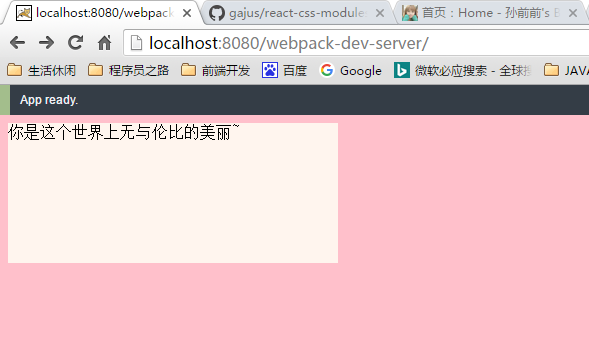 localhost:8080/webpack
gajus/react-css-module
首页：Home - 孙前前's B
localhost:8080/webpack-dev-server/
生活休闲 程序员之路 前端开发 百度 Google 微软必应搜索 - 全球搜 JAVA
App ready.
你是这个世界上无与伦比的美丽~